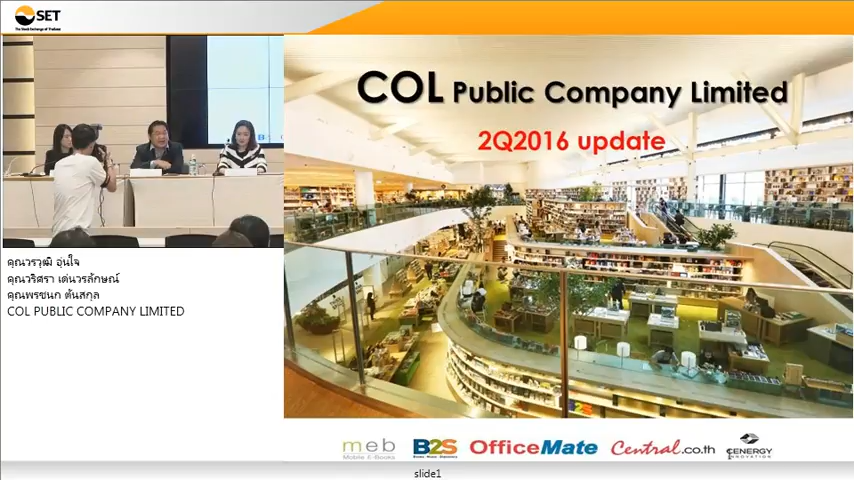 SET
The Stock Exchange of Thailand
COL Public Company Limited
2Q2016 update
คุณวรวุฒิ อุ่นใจ
คุณวริศรา เด่นวรลักษณ์
คุณพรชนก ตันสกุล
COL PUBLIC COMPANY LIMITED
B2S
meb
Mobile E-Books
B2S
OfficeMate
Central.co.th
CENERGY
INNOVATION
slide1